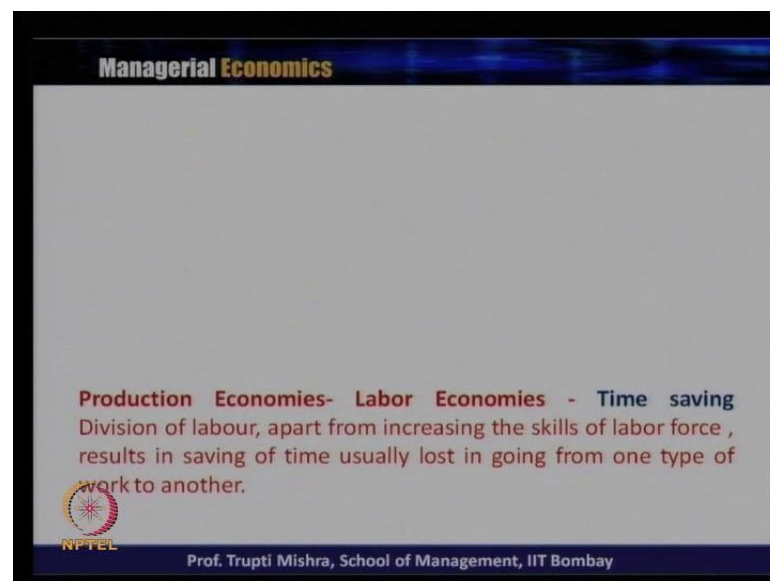 Managerial Economics
Production Economies- Labor Economies - Time saving
Division of labour, apart from increasing the skills of labor force ,
results in saving of time usually lost in going from one type of
work to another.
NPTEL
Prof. Trupti Mishra, School of Management, IIT Bombay